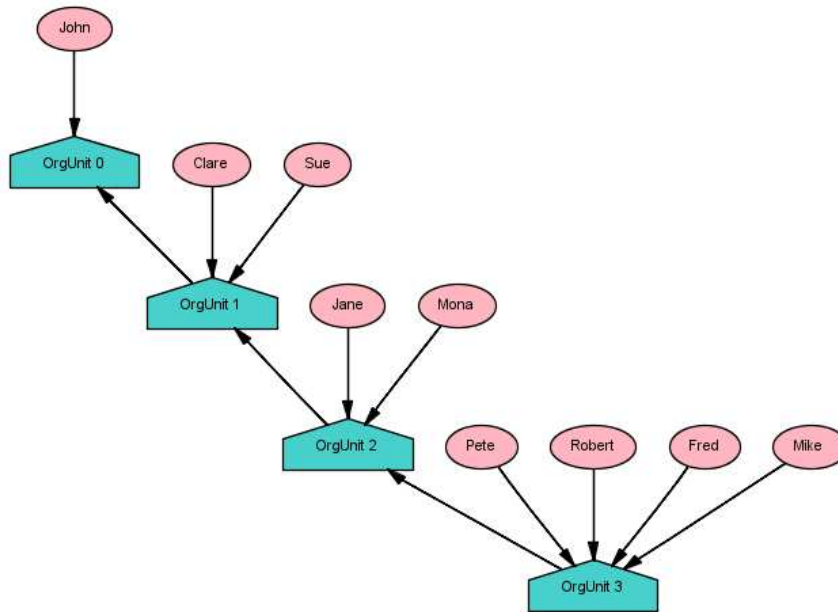 John
OrgUnit 0
Clare
Sue
OrgUnit 1
Jane
Mona
OrgUnit 2
Pete
Robert
Fred
Mike
OrgUnit 3